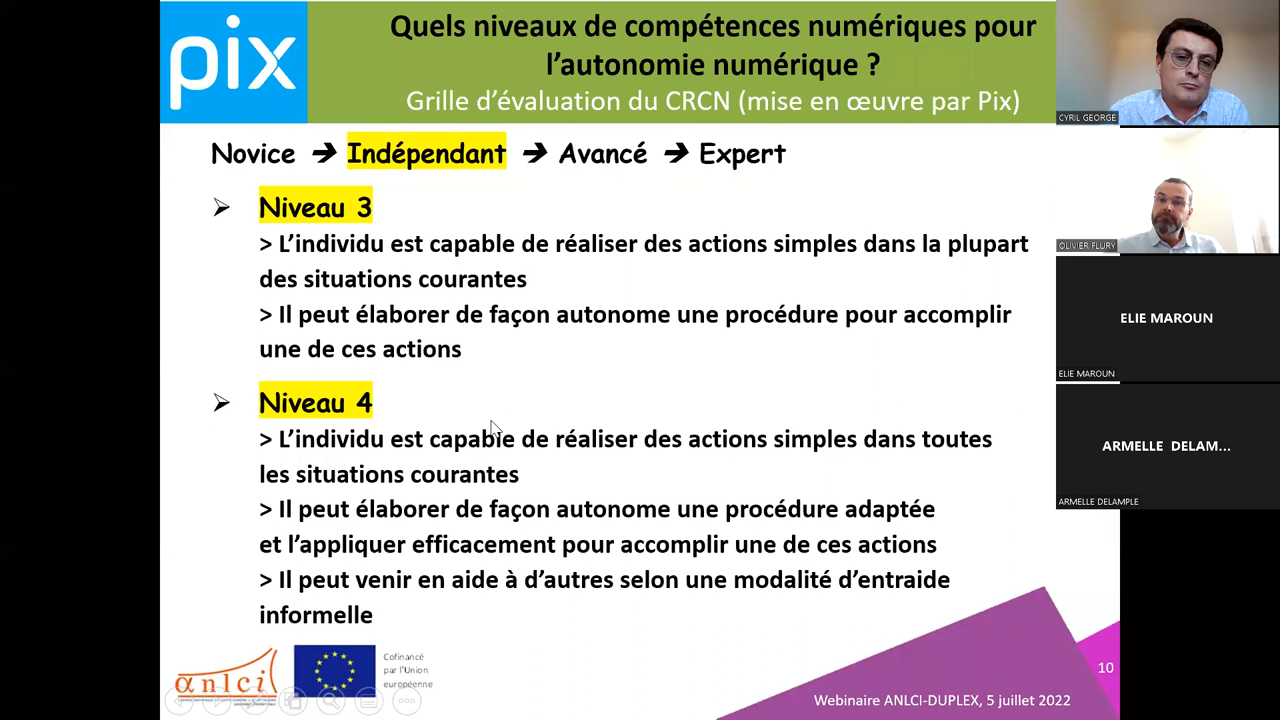 pix
Quels niveaux de compétences numériques pour
l'autonomie numérique ?
Grille d'évaluation du CRCN (mise en œuvre par Pix)
Novice ➔ Indépendant ➔ Avancé ➔ Expert
➢ Niveau 3
> L'individu est capable de réaliser des actions simples dans la plupart
des situations courantes
> Il peut élaborer de façon autonome une procédure pour accomplir
une de ces actions
➢ Niveau 4
> L'individu est capable de réaliser des actions simples dans toutes
les situations courantes
> Il peut élaborer de façon autonome une procédure adaptée
et l'appliquer efficacement pour accomplir une de ces actions
> Il peut venir en aide à d'autres selon une modalité d'entraide
informelle
anlci
Cofinancé
par l'Union
européenne
10
Webinaire ANLCI-DUPLEX, 5 juillet 2022
CYRIL GEORGE
OLIVIER FLURY
ELIE MAROUN
ELIE MAROUN
ARMELLE DELAM...
ARMELLE DELAMPLE